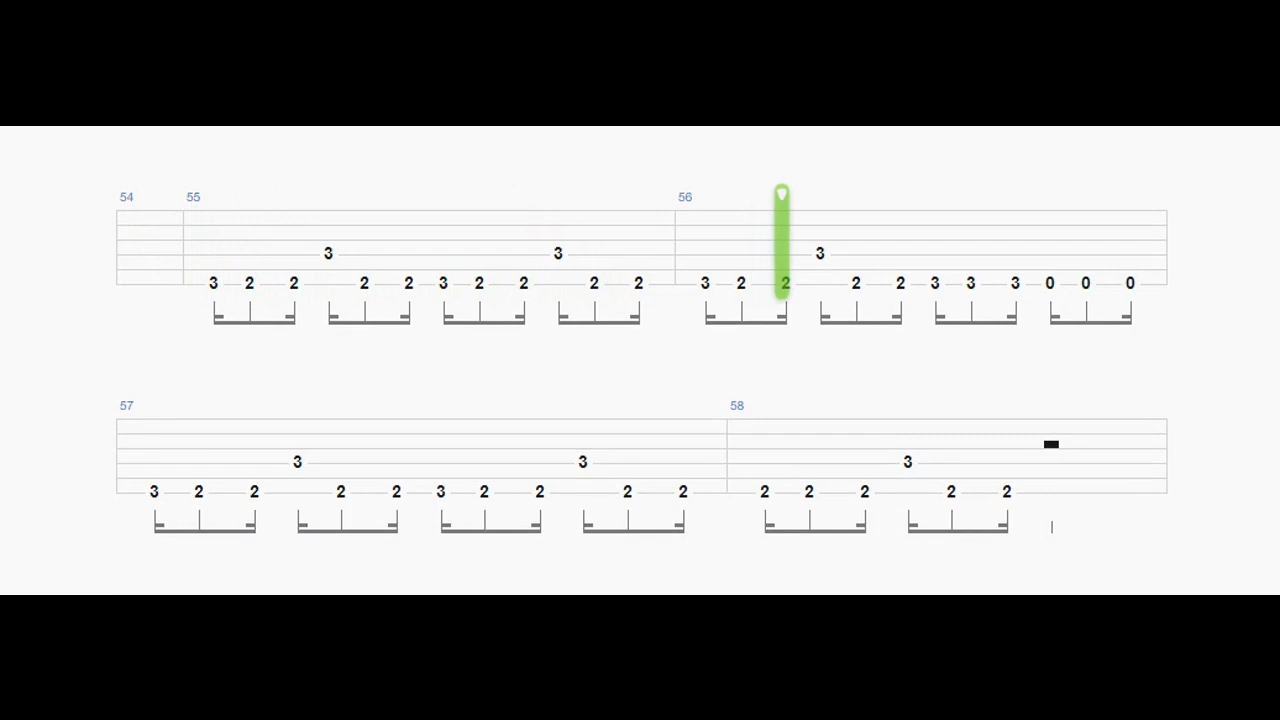 54 55 56
3 3 3
3 2 2 2 2 3 2 2 2 2 3 2 2 2 2 3 3 3 0 0 0
57 58
3 3 3
3 2 2 2 2 3 2 2 2 2 2 2 2 2 2